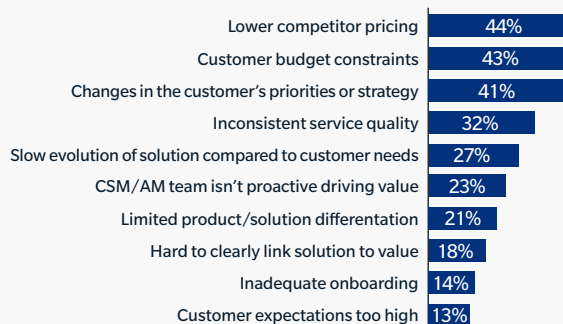 Lower competitor pricing 44%
Customer budget constraints 43%
Changes in the customer’s priorities or strategy 41%
Inconsistent service quality 32%
Slow evolution of solution compared to customer needs 27%
CSM/AM team isn’t proactive driving value 23%
Limited product/solution differentation 21%
Hard to clearly link solution to value 18%
Inadequate onboarding 14%
Customer expectations too high 13%